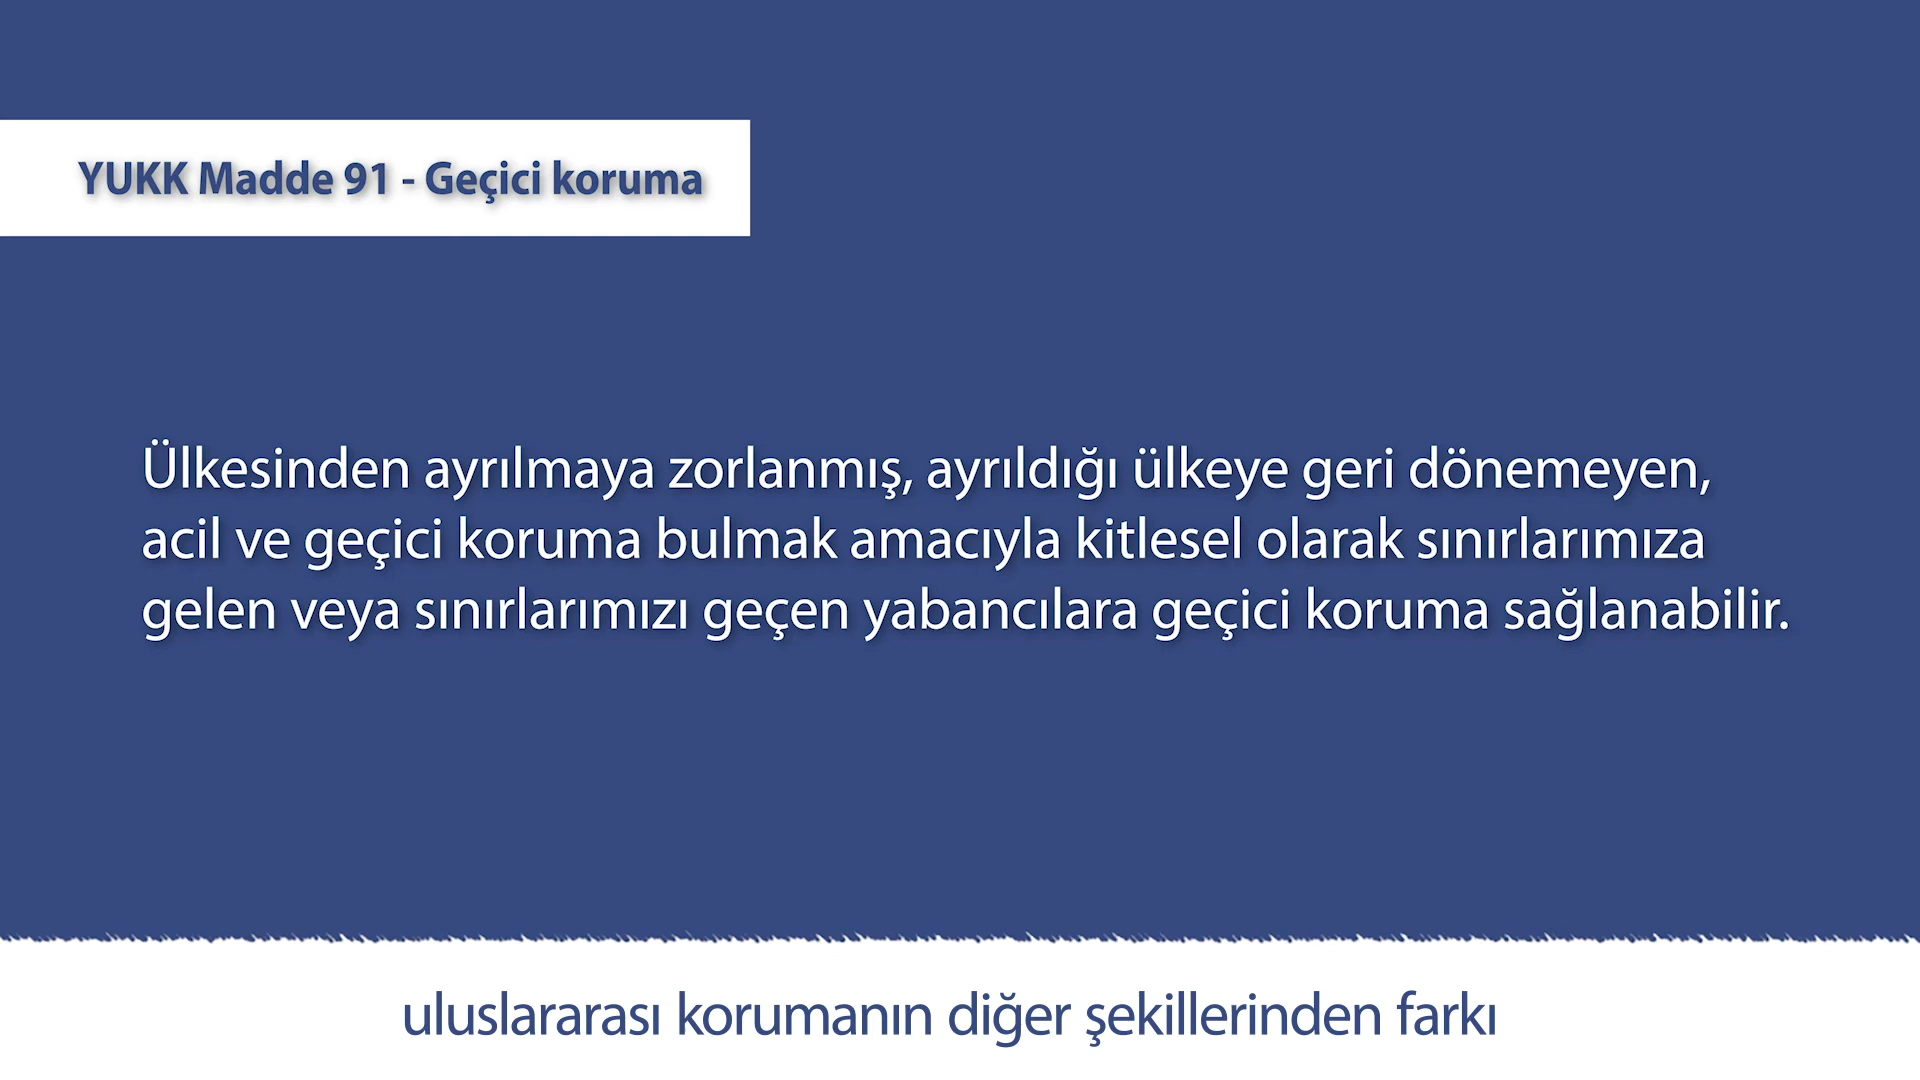 YUKK Madde 91 - Geçici koruma
Ülkesinden ayrılmaya zorlanmış, ayrıldığı ülkeye geri dönemeyen,
acil ve geçici koruma bulmak amacıyla kitlesel olarak sınırlarımıza
gelen veya sınırlarımızı geçen yabancılara geçici koruma sağlanabilir.
uluslararası korumanın diğer şekillerinden farkı